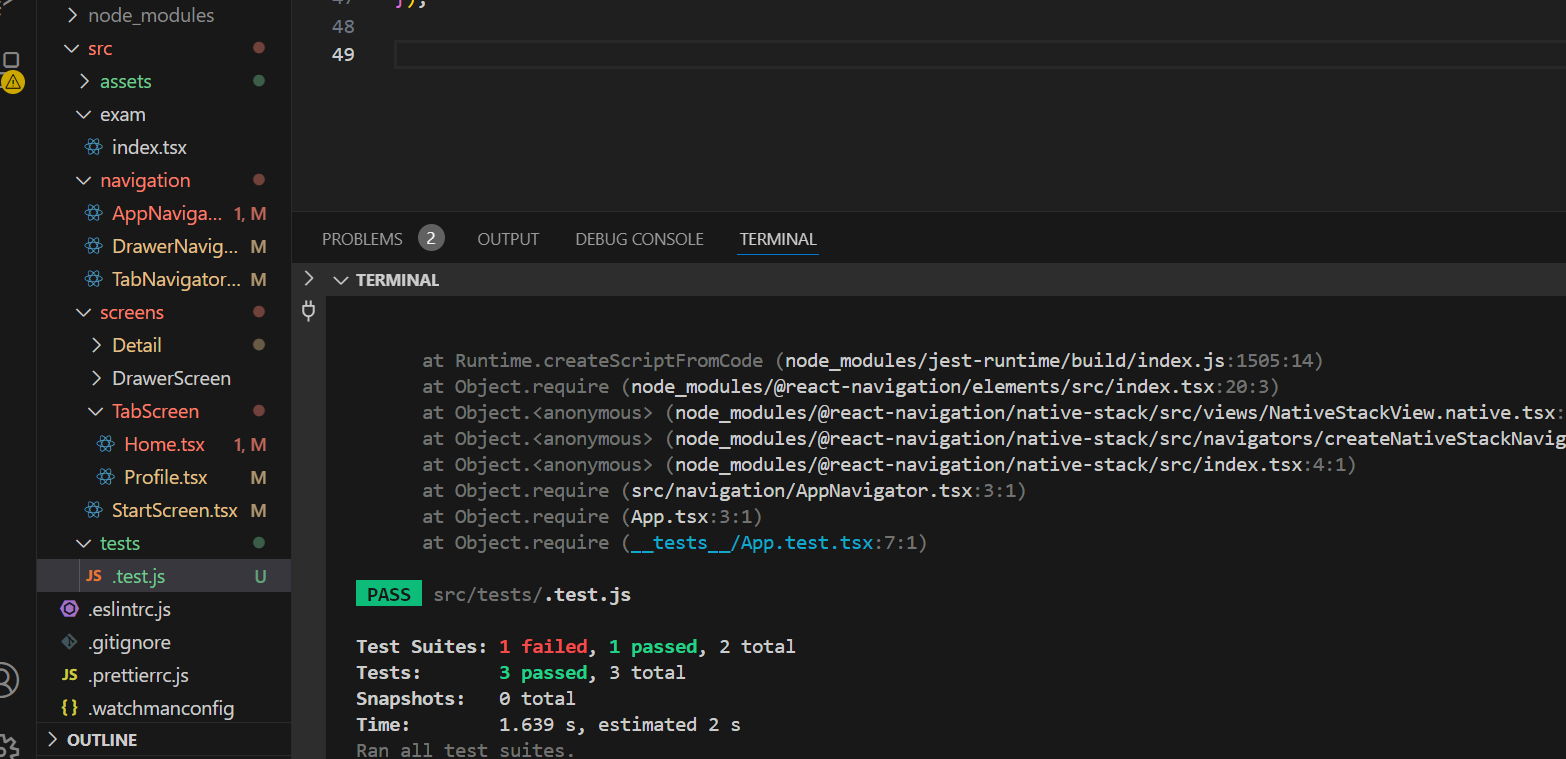 node_modules
src
assets
exam
index.tsx
navigation
AppNaviga... 1, M
DrawerNavig... M
TabNavigator... M
screens
Detail
DrawerScreen
TabScreen
Home.tsx 1, M
Profile.tsx M
StartScreen.tsx M
tests
JS .test.js U
.eslintrc.js
.gitignore
JS .prettierrc.js
{} .watchmanconfig
OUTLINE
47 });
48
49
PROBLEMS 2 OUTPUT DEBUG CONSOLE TERMINAL
TERMINAL
at Runtime.createScriptFromCode (node_modules/jest-runtime/build/index.js:1505:14)
at Object.require (node_modules/@react-navigation/elements/src/index.tsx:20:3)
at Object.<anonymous> (node_modules/@react-navigation/native-stack/src/views/NativeStackView.native.tsx:
at Object.<anonymous> (node_modules/@react-navigation/native-stack/src/navigators/createNativeStackNavig
at Object.<anonymous> (node_modules/@react-navigation/native-stack/src/index.tsx:4:1)
at Object.require (src/navigation/AppNavigator.tsx:3:1)
at Object.require (App.tsx:3:1)
at Object.require (__tests__/App.test.tsx:7:1)
PASS src/tests/.test.js
Test Suites: 1 failed, 1 passed, 2 total
Tests: 3 passed, 3 total
Snapshots: 0 total
Time: 1.639 s, estimated 2 s
Ran all test suites.